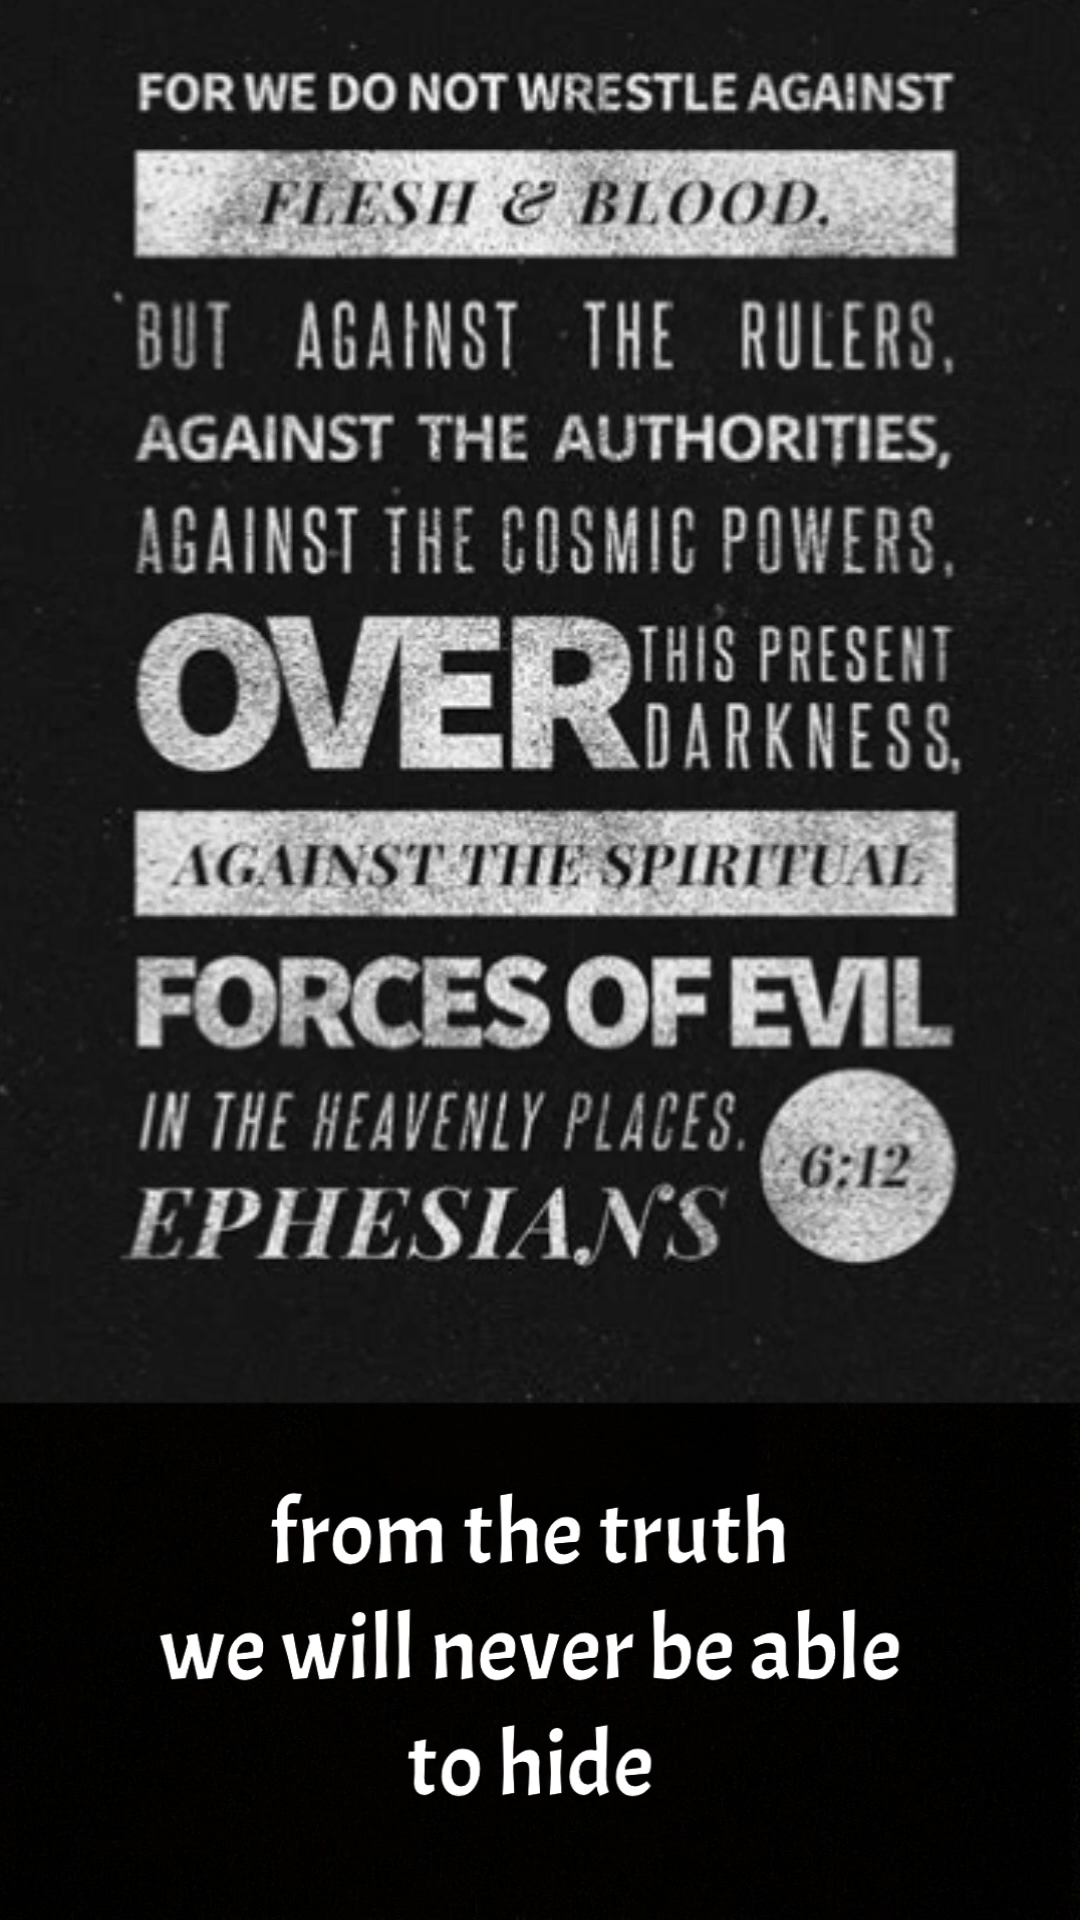 FOR WE DO NOT WRESTLE AGAINST
FLESH & BLOOD.
BUT AGAINST THE RULERS,
AGAINST THE AUTHORITIES,
AGAINST THE COSMIC POWERS,
OVER THIS PRESENT
DARKNESS,
AGAINST THE SPIRITUAL
FORCES OF EVIL
IN THE HEAVENLY PLACES.
EPHESIANS 6:12
from the truth
we will never be able
to hide